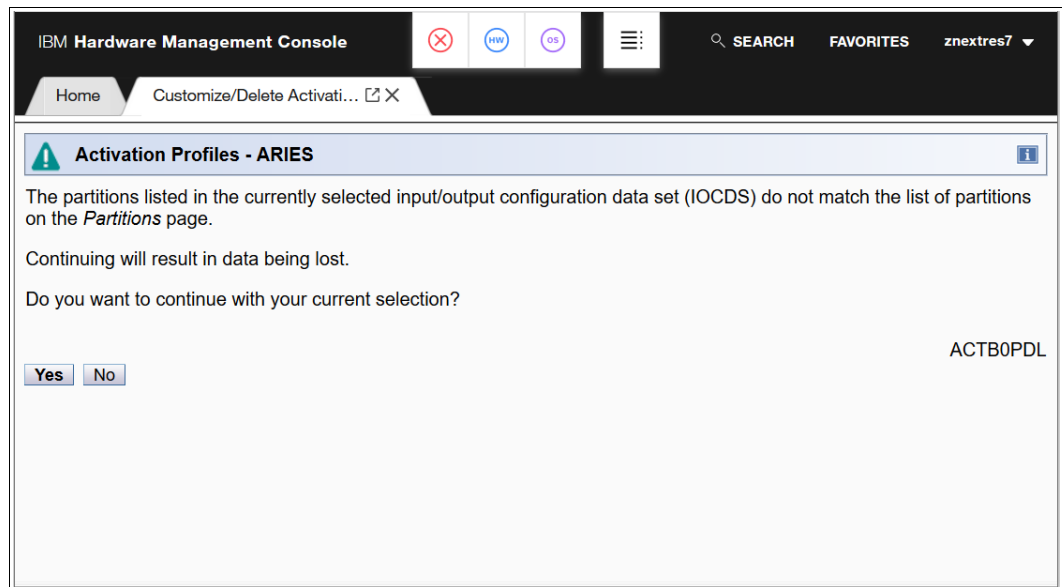 IBM Hardware Management Console
HW
OS
SEARCH
FAVORITES
znextres7
Home
Customize/Delete Activati...
Activation Profiles - ARIES
i
The partitions listed in the currently selected input/output configuration data set (IOCDS) do not match the list of partitions
on the Partitions page.
Continuing will result in data being lost.
Do you want to continue with your current selection?
ACTB0PDL
Yes No